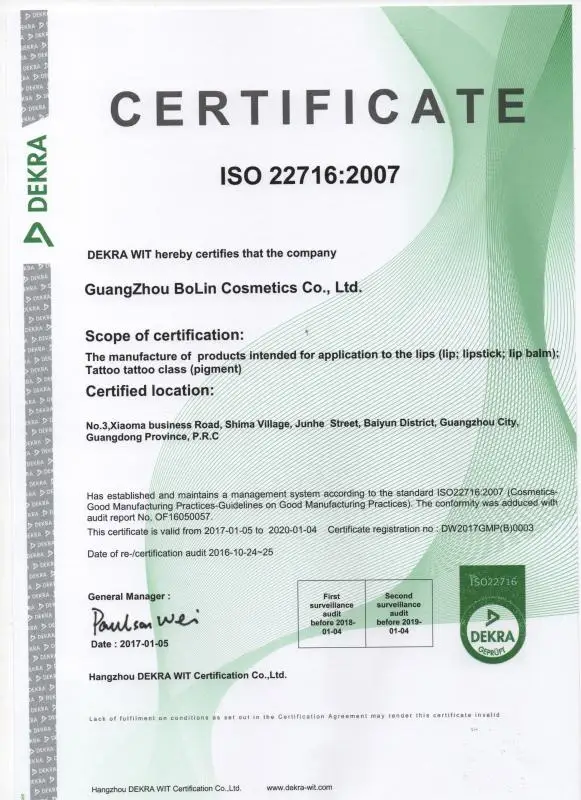 DEKRA
CERTIFICATE
ISO 22716:2007
DEKRA WIT hereby certifies that the company
GuangZhou BoLin Cosmetics Co., Ltd.
Scope of certification:
The manufacture of products intended for application to the lips (lip; lipstick; lip balm);
Tattoo tattoo class (pigment)
Certified location:
No.3,Xiaoma business Road, Shima Village, Junhe Street, Baiyun District, Guangzhou City,
Guangdong Province, P.R.C
Has established and maintains a management system according to the standard ISO22716:2007 (Cosmetics-
Good Manufacturing Practices-Guidelines on Good Manufacturing Practices). The conformity was adduced with
audit report No, OF16050057.
This certificate is valid from 2017-01-05 to 2020-01-04 Certificate registration no : DW2017GMP(B)0003
Date of re-/certification audit 2016-10-24~25
General Manager :
Paulson Wei
Date : 2017-01-05
First
surveillance
audit
before 2018-
01-04
Second
surveillance
audit
before 2019-
01-04
ISO22716
DEKRA
GEPRÜFT
Hangzhou DEKRA WIT Certification Co.,Ltd.
Lack of fulfilment on conditions as set out in the Certification Agreement may render this certificate invalid
Hangzhou DEKRA WIT Certification Co.,Ltd. www.dekra-wit.com